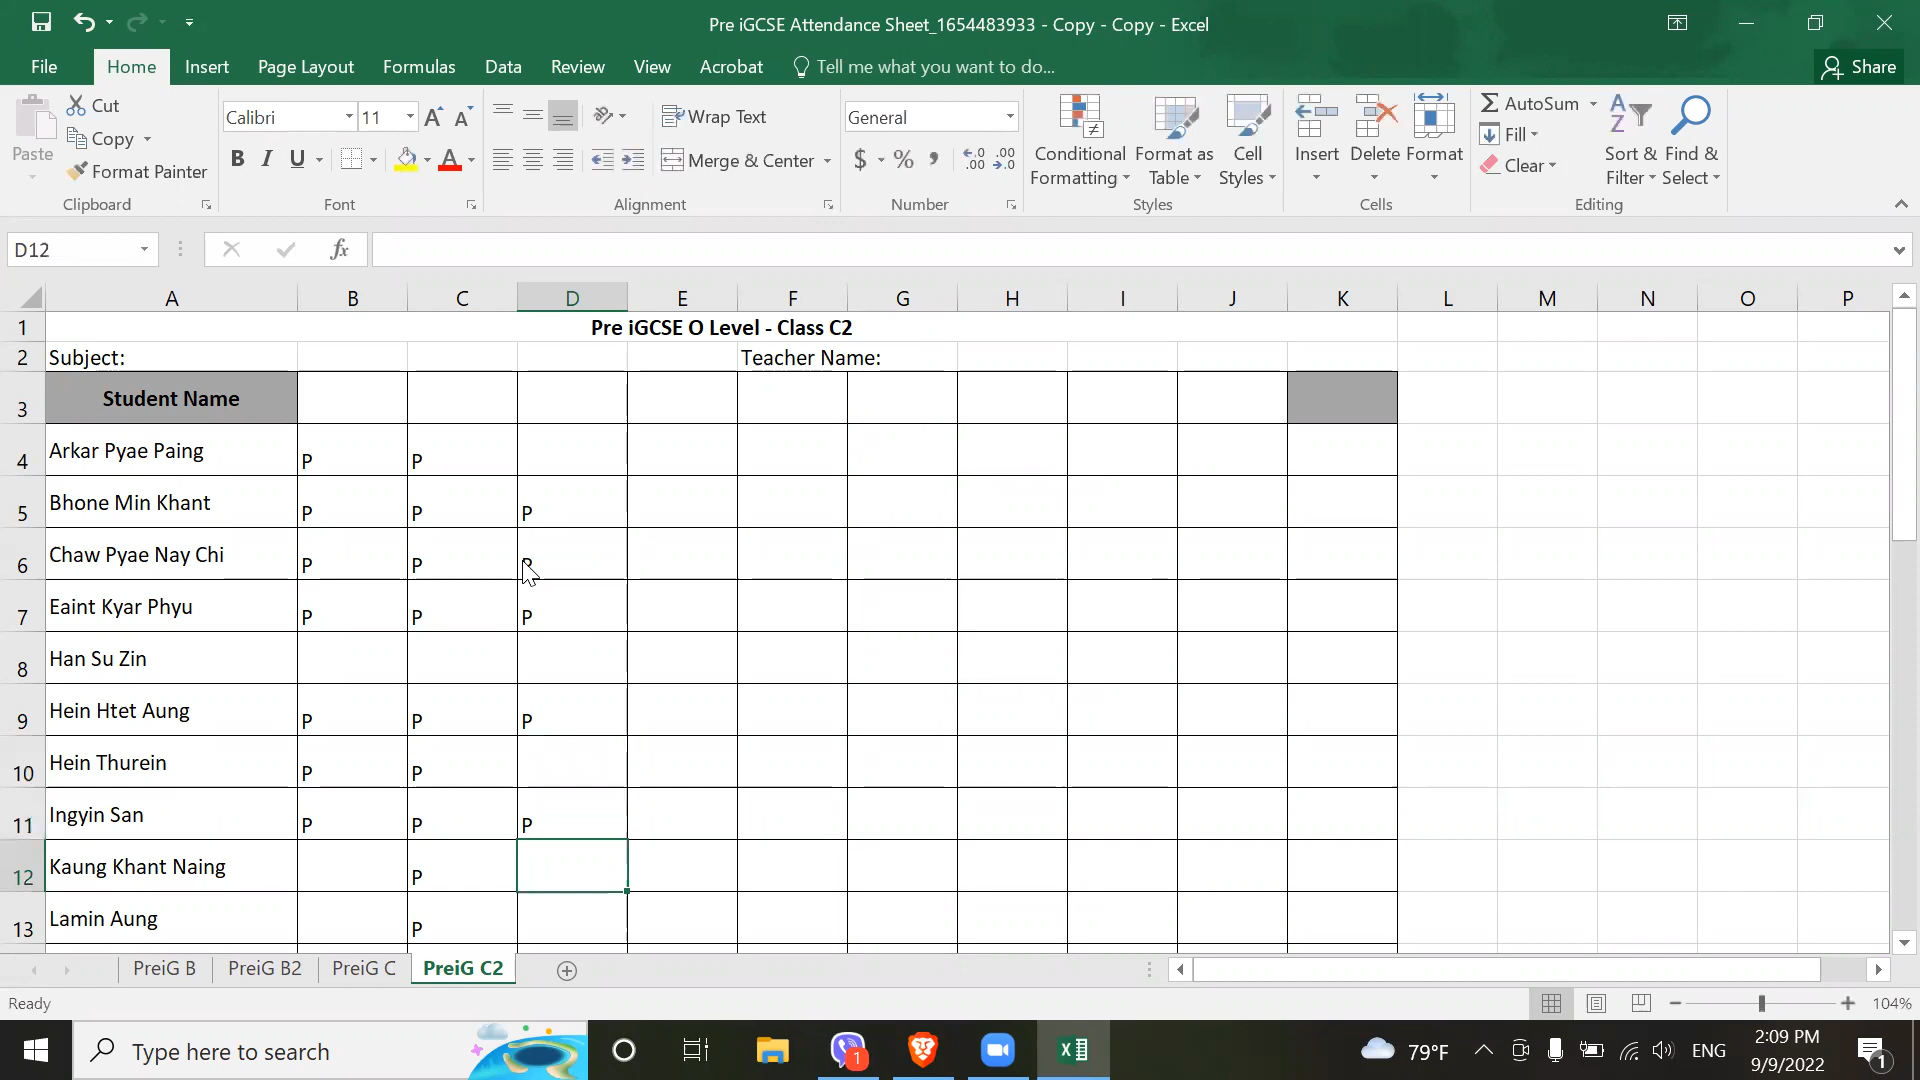 Pre iGCSE Attendance Sheet_1654483933 - Copy - Copy - Excel
File Home Insert Page Layout Formulas Data Review View Acrobat Tell me what you want to do... Share
Paste Cut
Copy
Format Painter
Clipboard
Calibri 11
B I U A
Font
Wrap Text
Merge & Center
Alignment
General
$ % , .00 .00
Number
Conditional Formatting
Format as Table
Cell Styles
Styles
Insert Delete Format
Cells
AutoSum
Fill
Clear
Sort & Filter
Find & Select
Editing
D12 fx
A B C D E F G H I J K L M N O P
1 Pre iGCSE O Level - Class C2
2 Subject: Teacher Name:
3 Student Name
4 Arkar Pyae Paing P P
5 Bhone Min Khant P P P
6 Chaw Pyae Nay Chi P P P
7 Eaint Kyar Phyu P P P
8 Han Su Zin
9 Hein Htet Aung P P P
10 Hein Thurein P P
11 Ingyin San P P P
12 Kaung Khant Naing P
13 Lamin Aung P
PreiG B PreiG B2 PreiG C PreiG C2
Ready 104%
Type here to search 1 79°F ENG 2:09 PM
9/9/2022 1